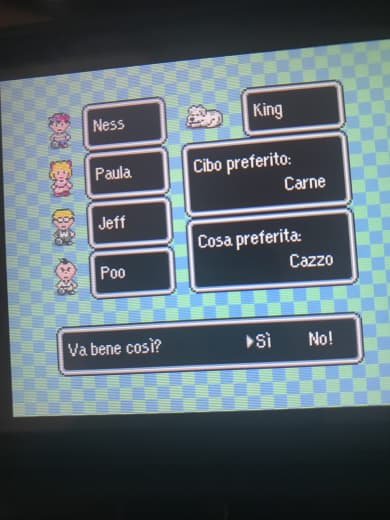 Ness
King
Paula
Cibo preferito:
Carne
Jeff
Cosa preferita:
Cazzo
Poo
Va bene così?
Sì
No!